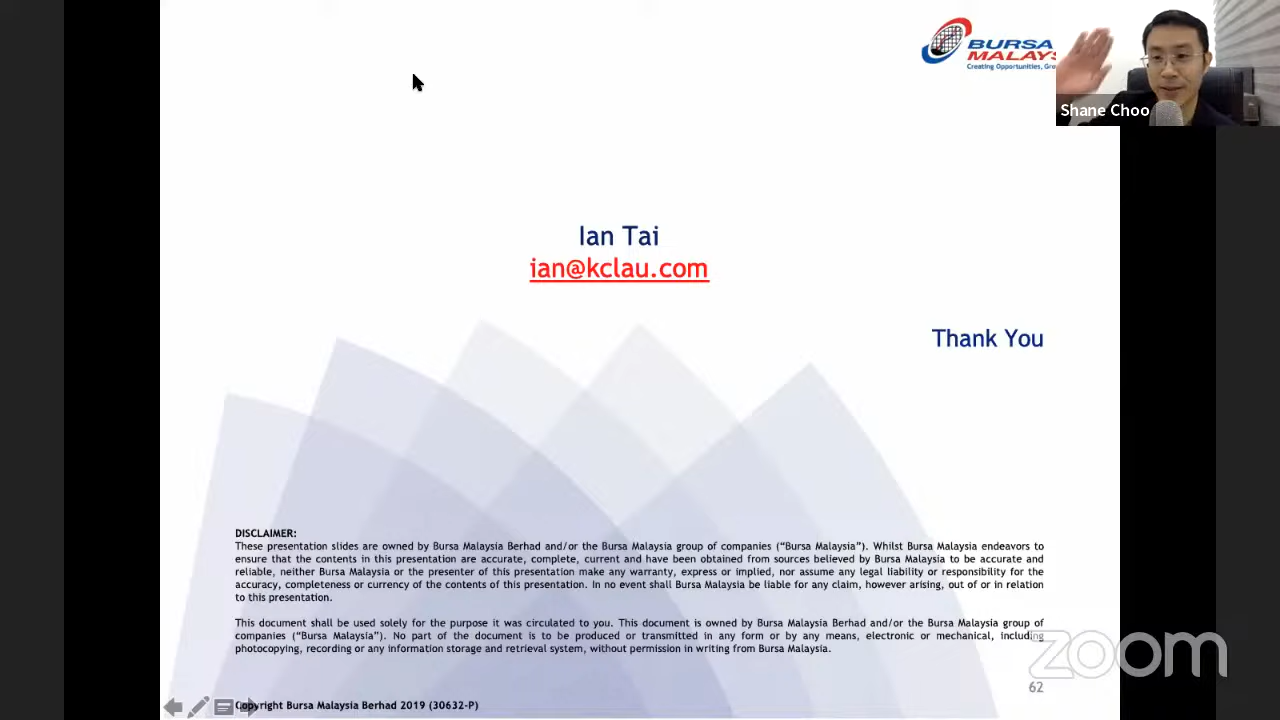 BURSA
MALAYS
Creating Opportunities, Gro
Shane Choo
Ian Tai
ian@kclau.com
Thank You
DISCLAIMER:
These presentation slides are owned by Bursa Malaysia Berhad and/or the Bursa Malaysia group of companies (“Bursa Malaysia”). Whilst Bursa Malaysia endeavors to
ensure that the contents in this presentation are accurate, complete, current and have been obtained from sources believed by Bursa Malaysia to be accurate and
reliable, neither Bursa Malaysia or the presenter of this presentation make any warranty, express or implied, nor assume any legal liability or responsibility for the
accuracy, completeness or currency of the contents of this presentation. In no event shall Bursa Malaysia be liable for any claim, however arising, out of or in relation
to this presentation.
This document shall be used solely for the purpose it was circulated to you. This document is owned by Bursa Malaysia Berhad and/or the Bursa Malaysia group of
companies (“Bursa Malaysia”). No part of the document is to be produced or transmitted in any form or by any means, electronic or mechanical, including
photocopying, recording or any information storage and retrieval system, without permission in writing from Bursa Malaysia.
zoom
62
Copyright Bursa Malaysia Berhad 2019 (30632-P)